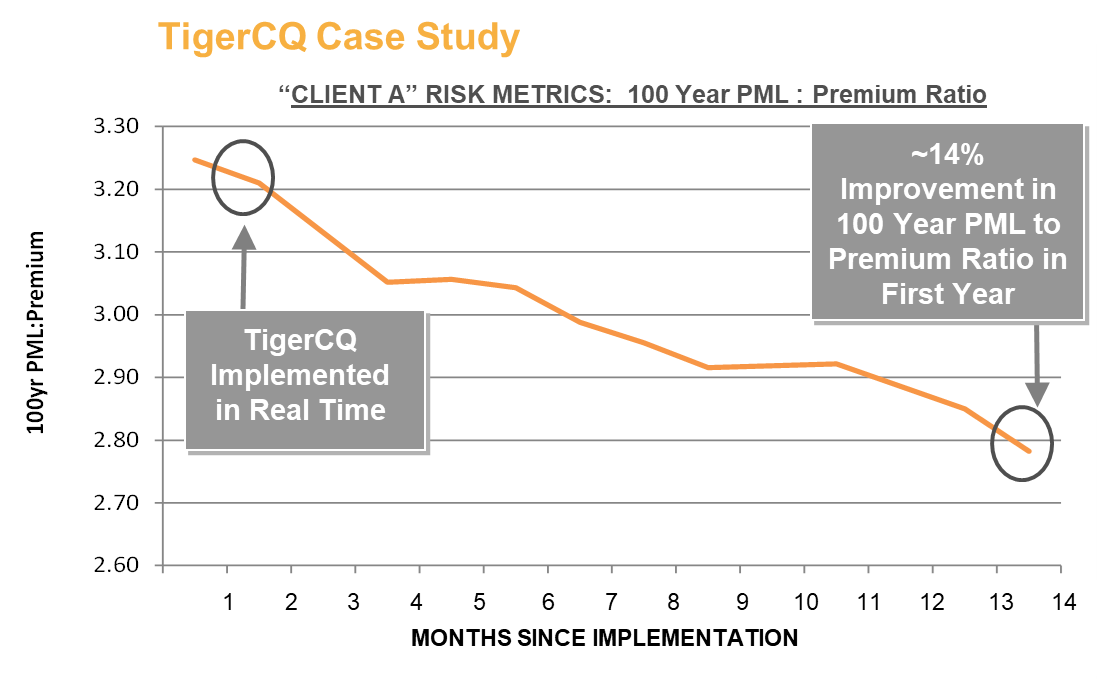 TigerCQ Case Study
“CLIENT A” RISK METRICS:  100 Year PML : Premium Ratio
3.30
3.20
3.10
3.00
2.90
2.80
2.70
2.60
100yr PML:Premium
TigerCQ
Implemented
in Real Time
~14%
Improvement in
100 Year PML to
Premium Ratio in
First Year
1 2 3 4 5 6 7 8 9 10 11 12 13 14
MONTHS SINCE IMPLEMENTATION